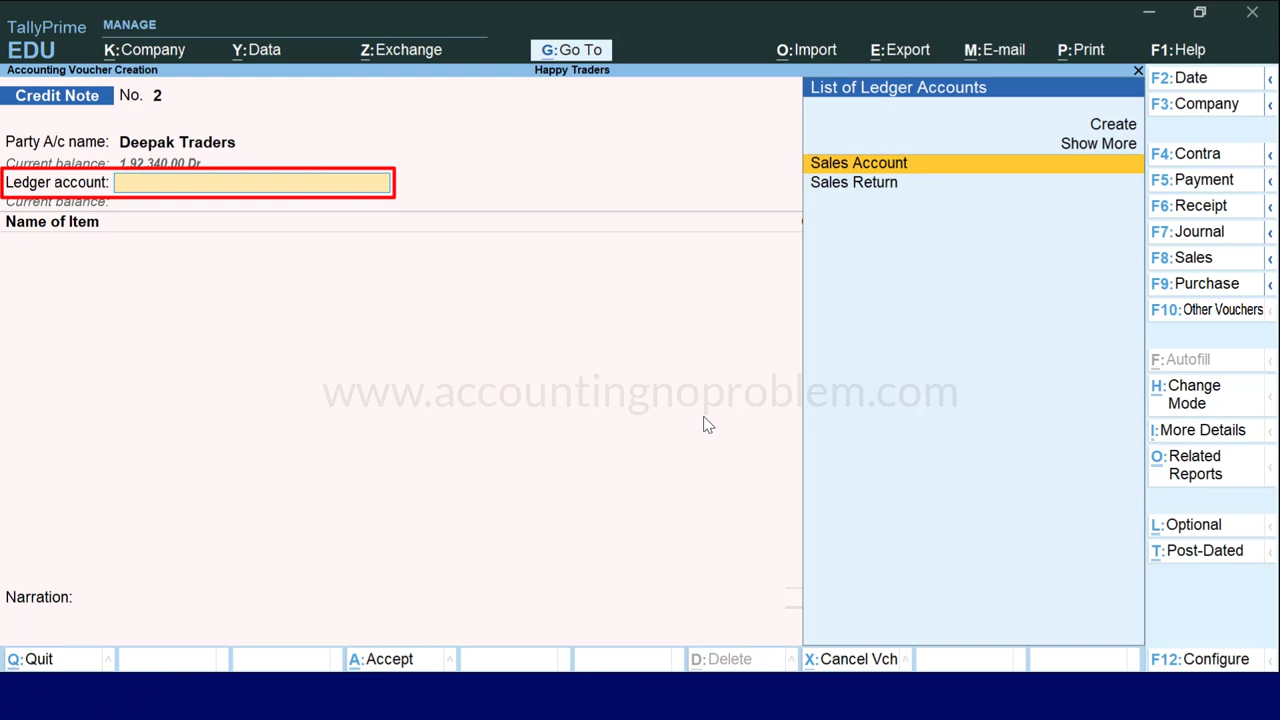 TallyPrime
MANAGE
EDU
K:Company
Y:Data
Z:Exchange
G:Go To
O:Import
E:Export
M:E-mail
P:Print
F1:Help
Accounting Voucher Creation
Happy Traders
Credit Note No. 2
Party A/c name: Deepak Traders
Current balance: 1,92,340.00 Dr
Ledger account:
Current balance:
Name of Item
Narration:
List of Ledger Accounts
Create
Show More
Sales Account
Sales Return
F2:Date
F3:Company
F4:Contra
F5:Payment
F6:Receipt
F7:Journal
F8:Sales
F9:Purchase
F10:Other Vouchers
F:Autofill
H:Change
Mode
I:More Details
O:Related
Reports
L:Optional
T:Post-Dated
www.accountingnoproblem.com
Q:Quit
A:Accept
D:Delete
X:Cancel Vch
F12:Configure